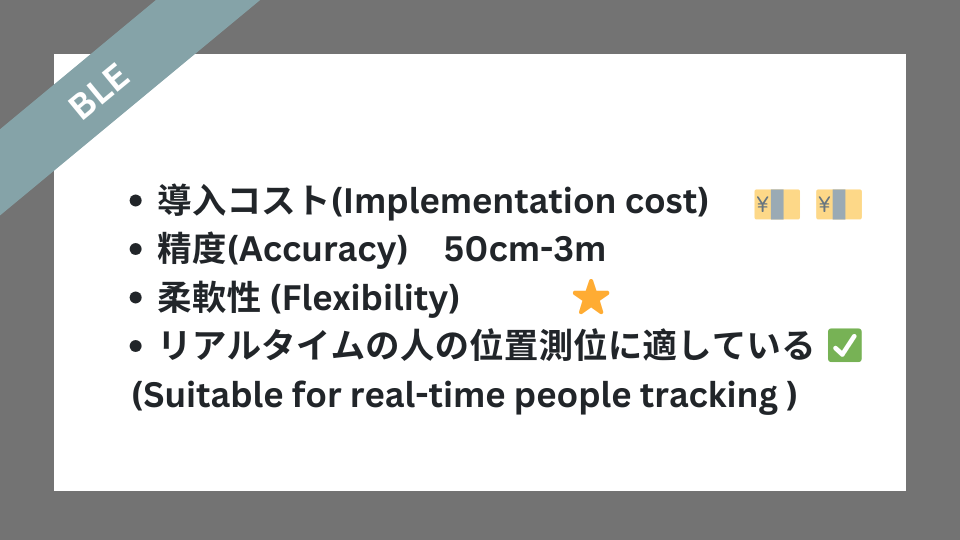 BLE
• 導入コスト(Implementation cost) 💴 💴
• 精度(Accuracy) 50cm-3m
• 柔軟性 (Flexibility) ⭐
• リアルタイムの人の位置測位に適している ✅
(Suitable for real-time people tracking )